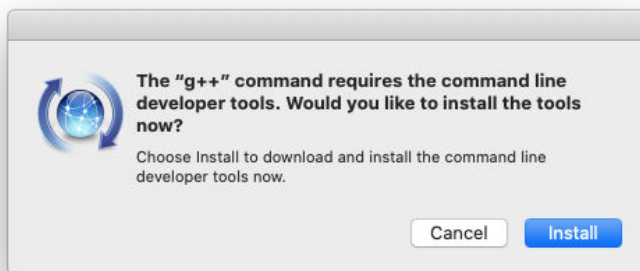 The “g++” command requires the command line
developer tools. Would you like to install the tools
now?
Choose Install to download and install the command line
developer tools now.
Cancel
Install